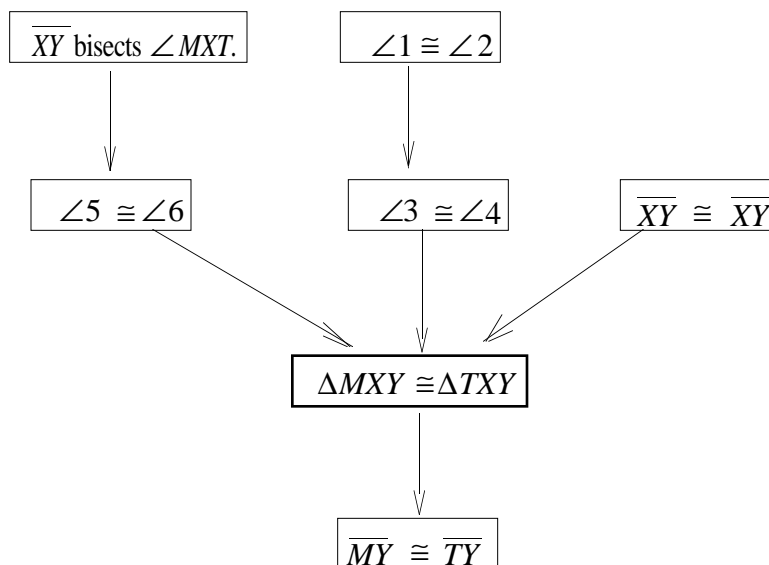 XY bisects ∠MXT.
∠1 ≅ ∠2
∠5 ≅ ∠6
∠3 ≅ ∠4
XY ≅ XY
ΔMXY ≅ ΔTXY
MY ≅ TY